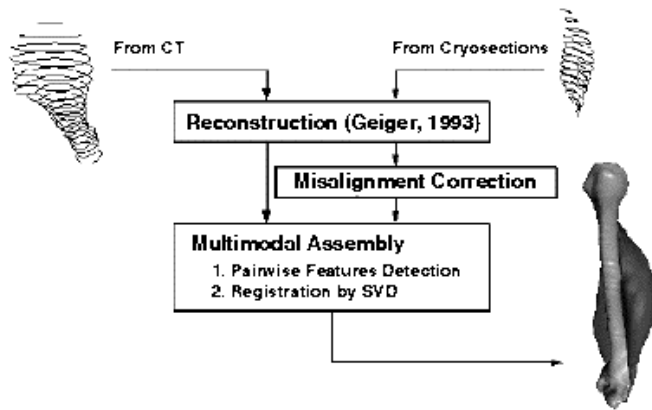 From CT
From Cryosections
Reconstruction (Geiger, 1993)
Misalignment Correction
Multimodal Assembly
1. Pairwise Features Detection
2. Registration by SVD